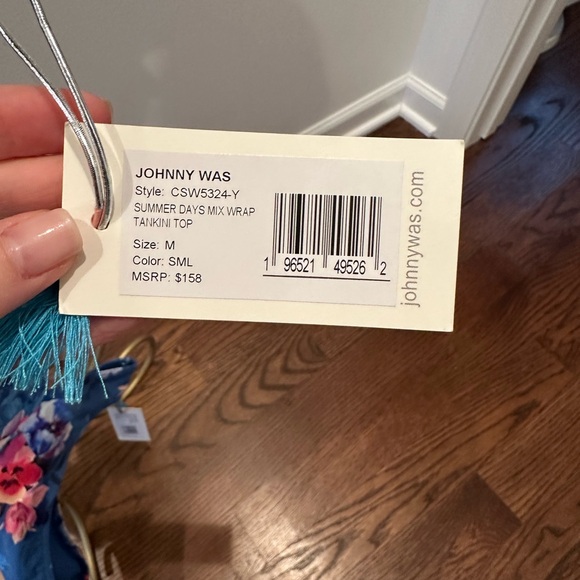 JOHNNY WAS
Style: CSW5324-Y
SUMMER DAYS MIX WRAP
TANKINI TOP
Size: M
Color: SML
MSRP: $158
1 96521 49526 2
johnnywas.com